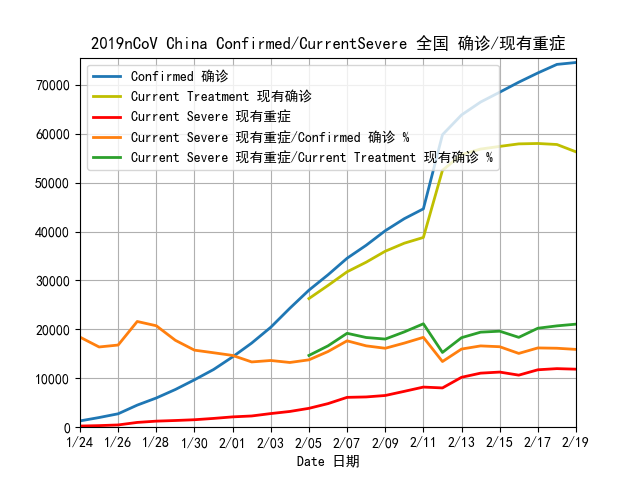 2019nCoV China Confirmed/CurrentSevere 全国 确诊/现有重症
Confirmed 确诊
Current Treatment 现有确诊
Current Severe 现有重症
Current Severe 现有重症/Confirmed 确诊 %
Current Severe 现有重症/Current Treatment 现有确诊 %
70000
60000
50000
40000
30000
20000
10000
0
1/24 1/26 1/28 1/30 2/01 2/03 2/05 2/07 2/09 2/11 2/13 2/15 2/17 2/19
Date 日期